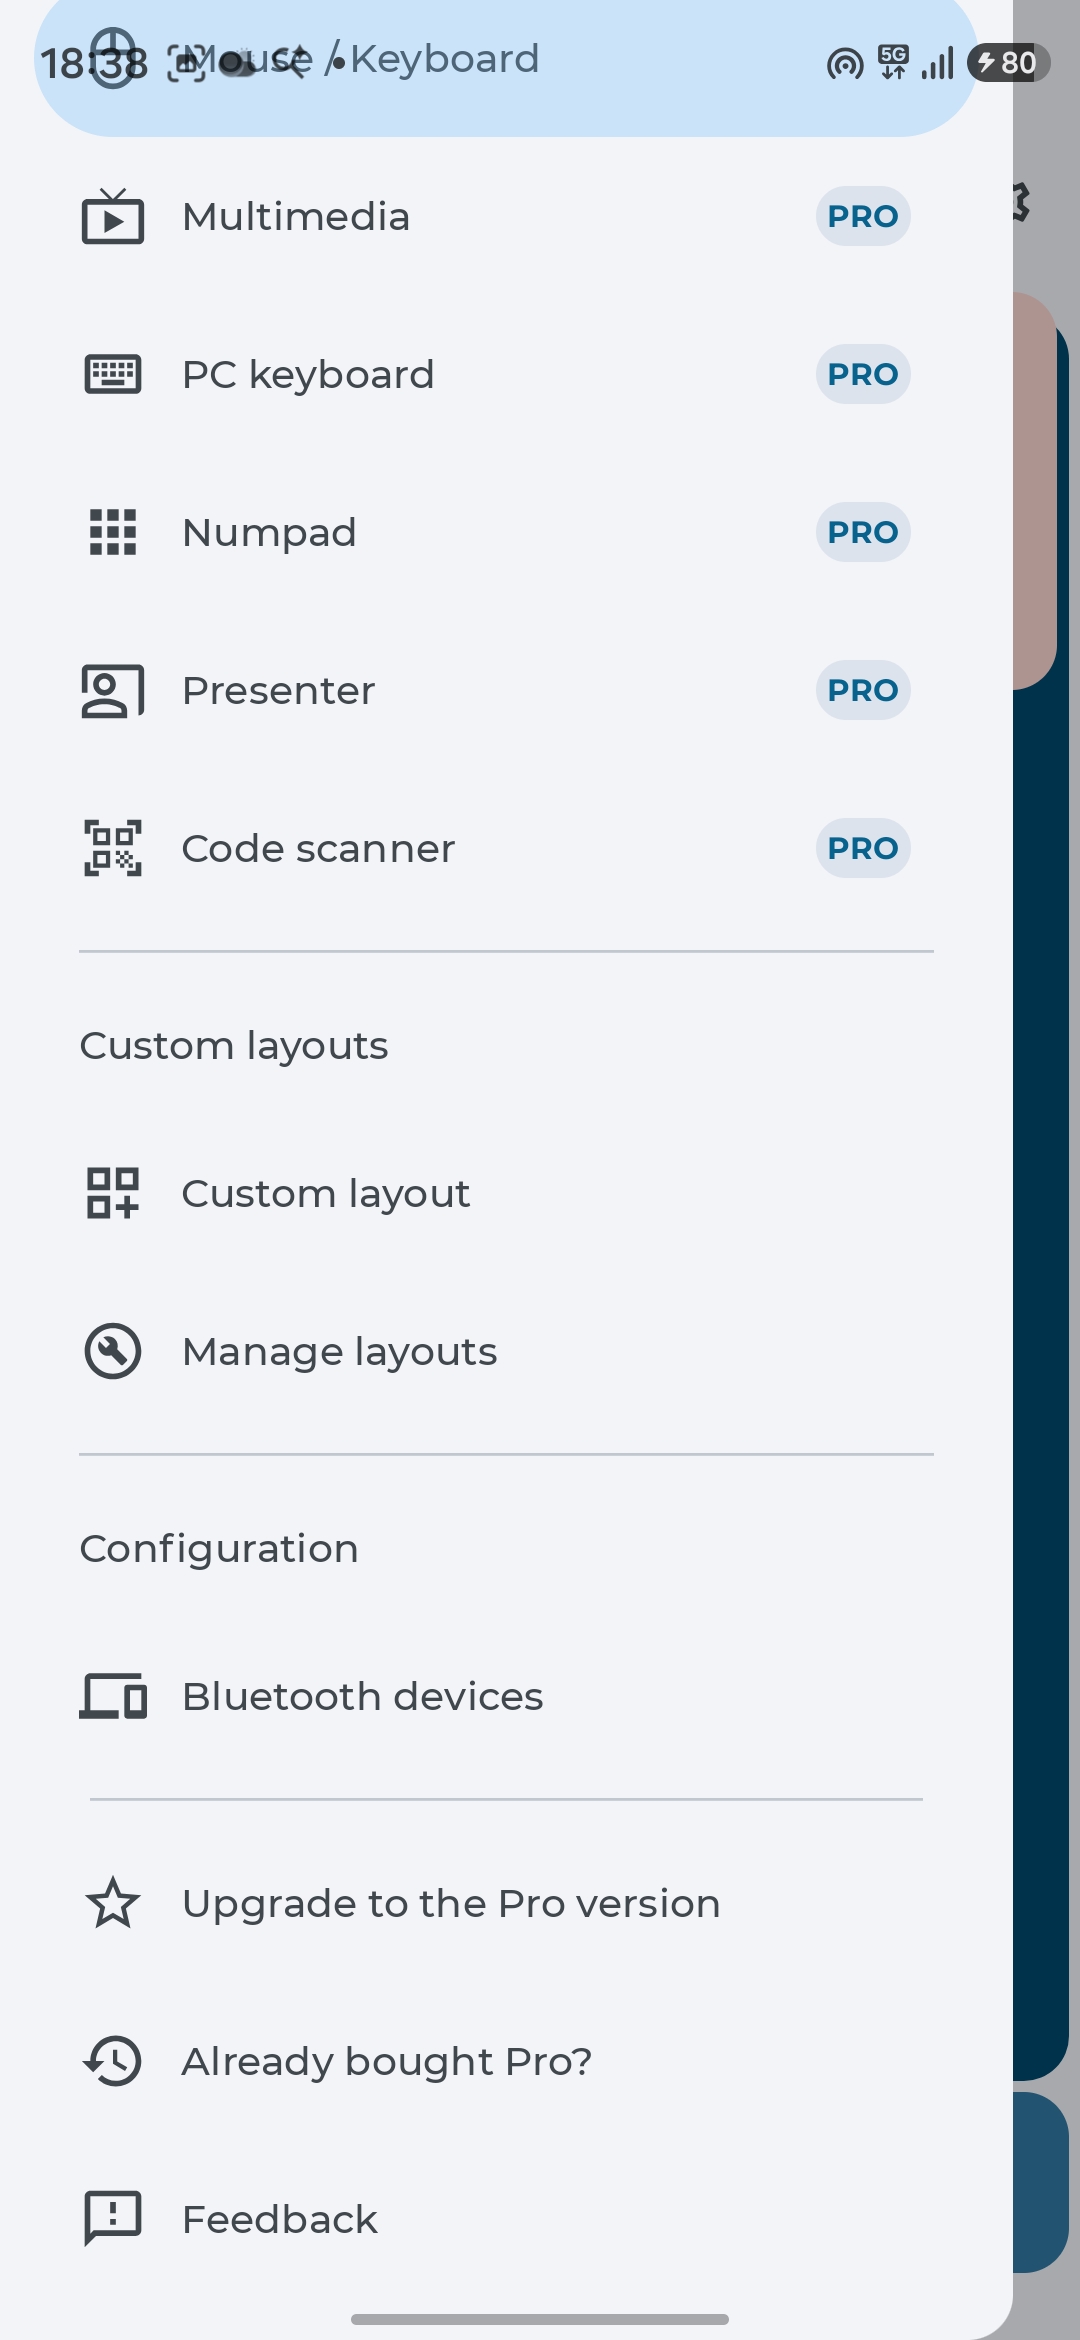 Mouse / Keyboard
18:38 5G 80
Multimedia PRO
PC keyboard PRO
Numpad PRO
Presenter PRO
Code scanner PRO
Custom layouts
Custom layout
Manage layouts
Configuration
Bluetooth devices
Upgrade to the Pro version
Already bought Pro?
Feedback